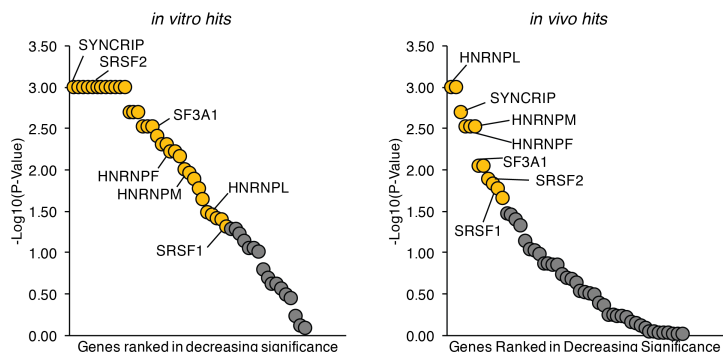 in vitro hits
3.50
3.00
2.50
2.00
1.50
1.00
0.50
0.00
-Log10(P-Value)
SYNCRIP
SRSF2
SF3A1
HNRNPF
HNRNPM
HNRNPL
SRSF1
Genes ranked in decreasing significance
in vivo hits
3.50
3.00
2.50
2.00
1.50
1.00
0.50
0.00
-Log10(P-Value)
HNRNPL
SYNCRIP
HNRNPM
HNRNPF
SF3A1
SRSF2
SRSF1
Genes Ranked in Decreasing Significance